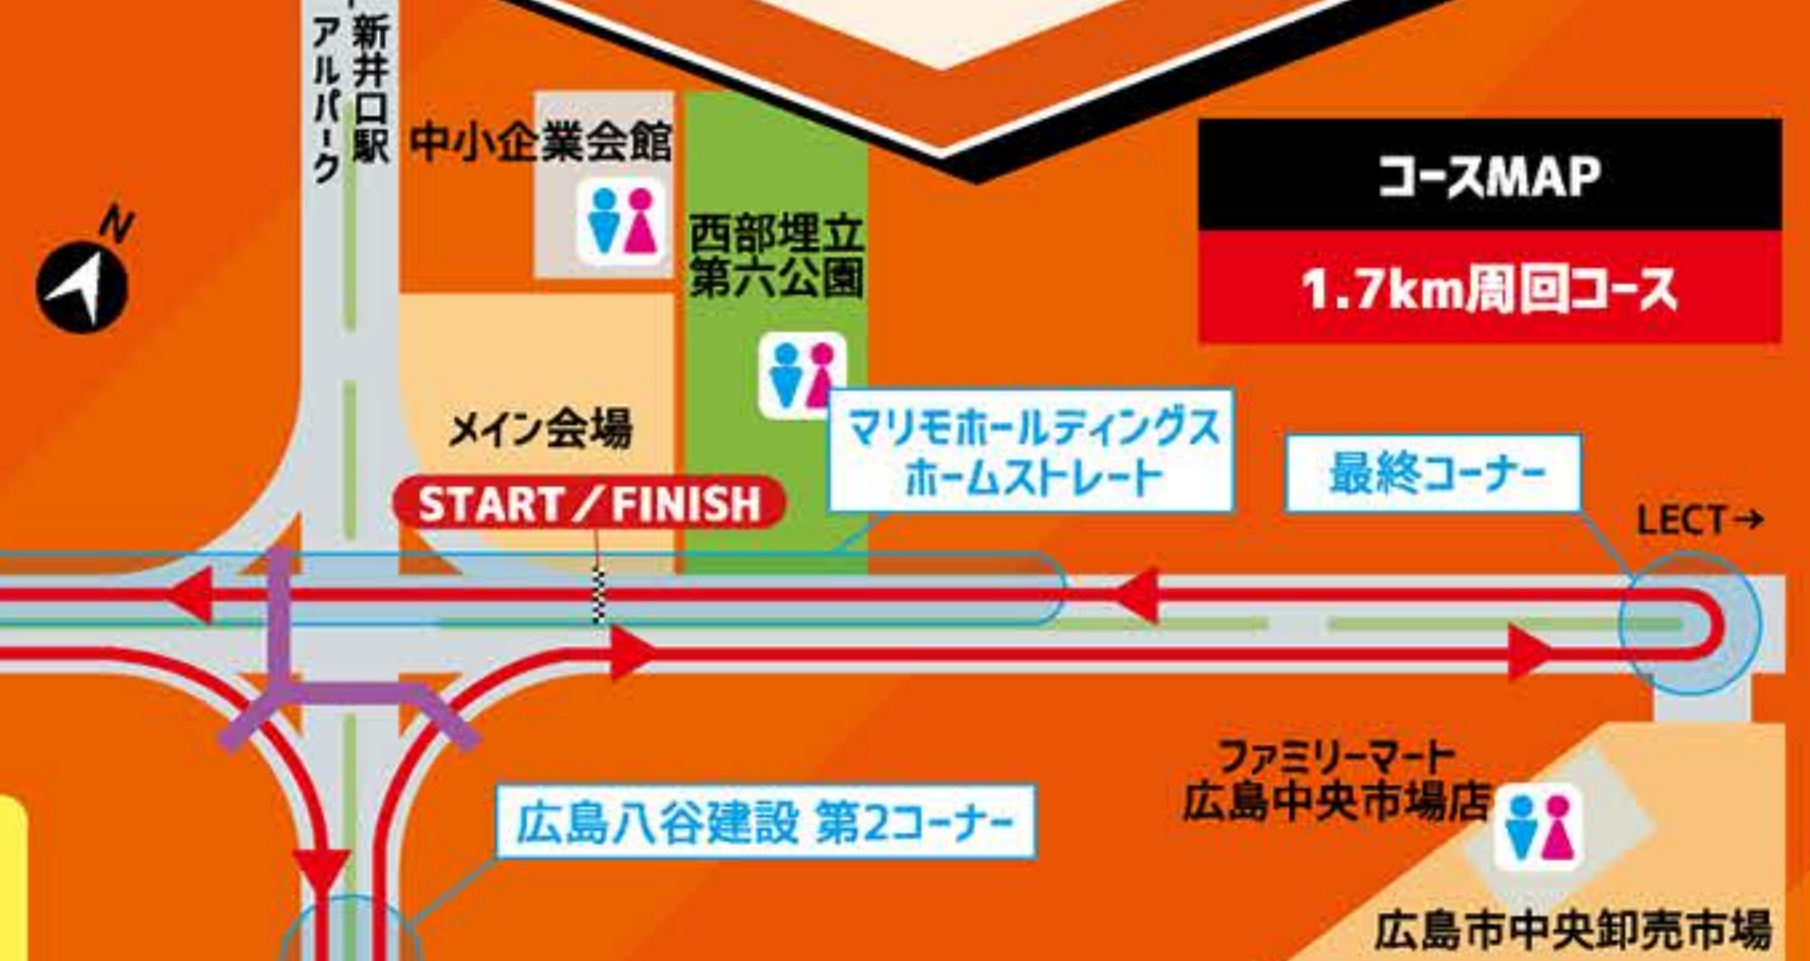 新井口駅
アルパーク
中小企業会館
西部埋立
第六公園
コースMAP
1.7km周回コース
N
メイン会場
START/FINISH
マリモホールディングス
ホームストレート
最終コーナー
LECT→
広島八谷建設 第2コーナー
ファミリーマート
広島中央市場店
広島市中央卸売市場